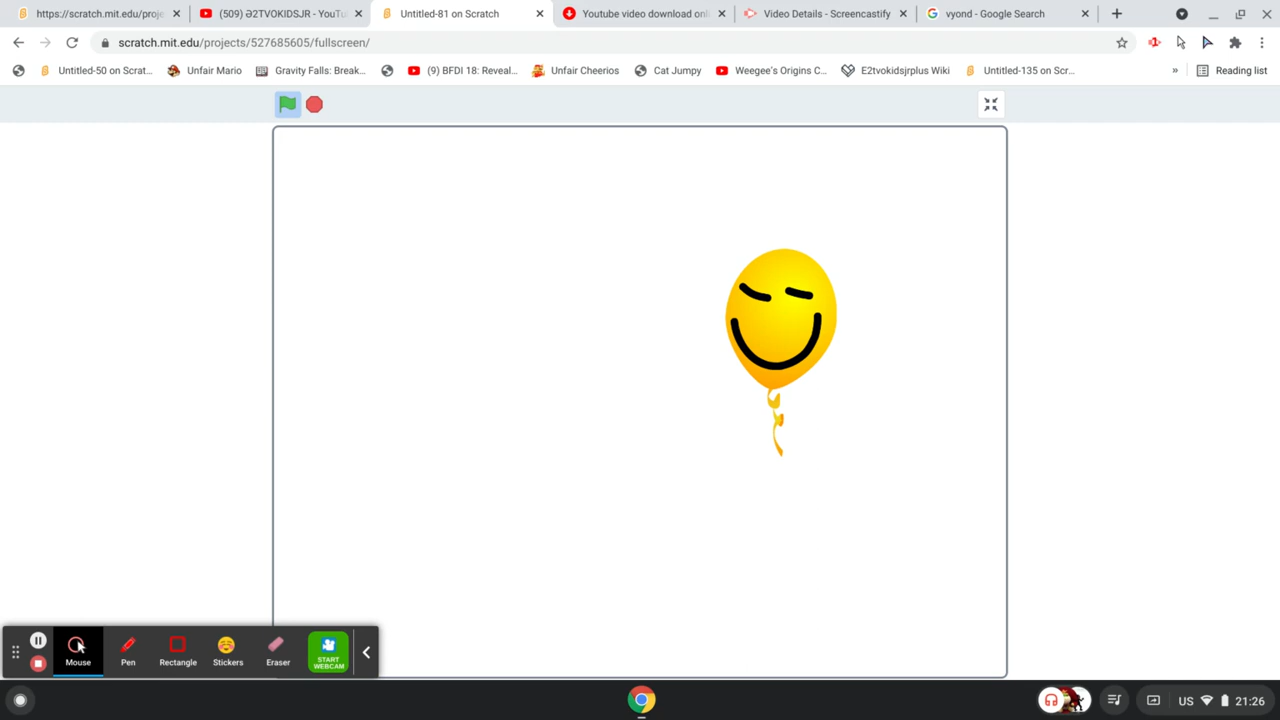 https://scratch.mit.edu/proje
(509) Ə2TVOKIDSJR - YouTu
Untitled-81 on Scratch
Youtube video download onl
Video Details - Screencastify
vyond - Google Search
scratch.mit.edu/projects/527685605/fullscreen/
1
Untitled-50 on Scrat...
Unfair Mario
Gravity Falls: Break...
(9) BFDI 18: Reveal...
Unfair Cheerios
Cat Jumpy
Weegee's Origins C...
E2tvokidsjrplus Wiki
Untitled-135 on Scr...
»
Reading list
Mouse
Pen
Rectangle
Stickers
Eraser
START
WEBCAM
US
21:26